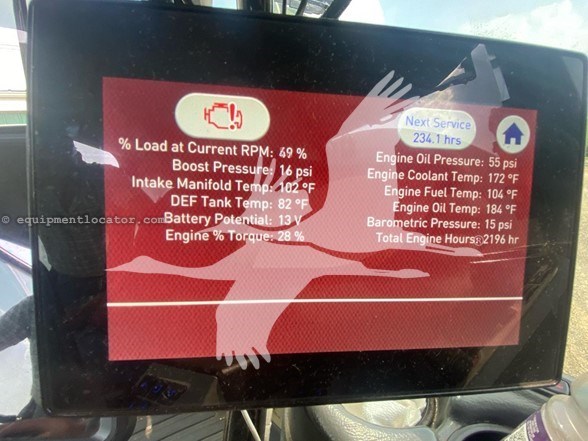 Next Service
234.1 hrs
% Load at Current RPM: 49 %
Boost Pressure: 16 psi
Intake Manifold Temp: 102 °F
DEF Tank Temp: 82 °F
Battery Potential: 13 V
Engine % Torque: 28 %
Engine Oil Pressure: 55 psi
Engine Coolant Temp: 172 °F
Engine Fuel Temp: 104 °F
Engine Oil Temp: 184 °F
Barometric Pressure: 15 psi
Total Engine Hours: 2196 hr
© equipmentlocator.com
®